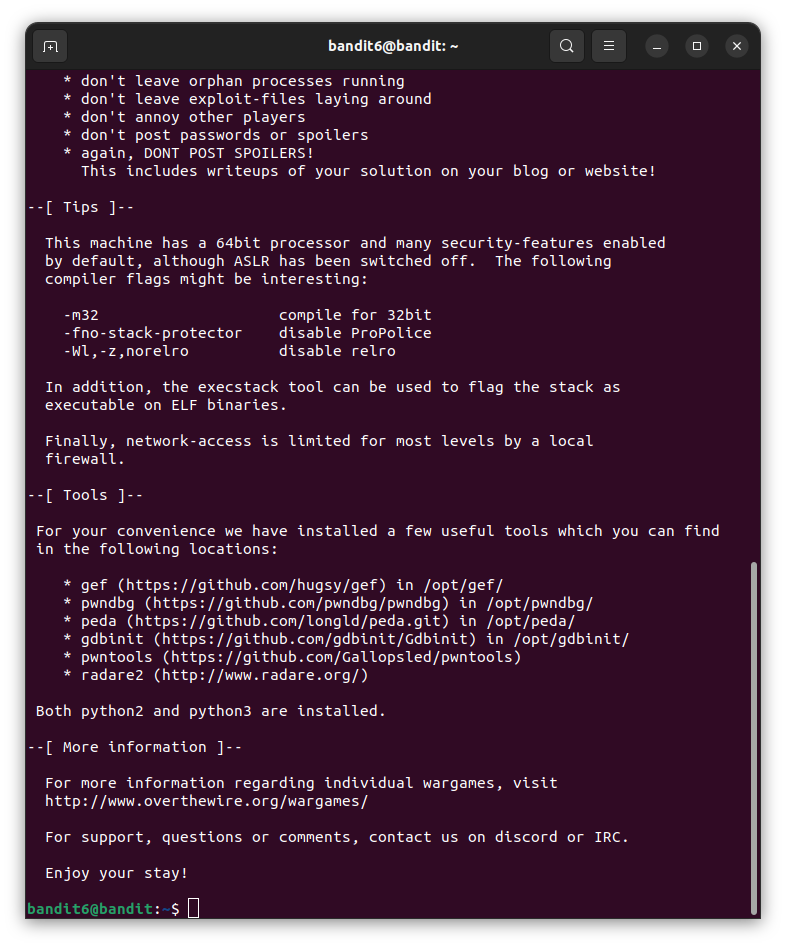 bandit6@bandit: ~
* don't leave orphan processes running
* don't leave exploit-files laying around
* don't annoy other players
* don't post passwords or spoilers
* again, DONT POST SPOILERS!
This includes writeups of your solution on your blog or website!
--[ Tips ]--
This machine has a 64bit processor and many security-features enabled
by default, although ASLR has been switched off.  The following
compiler flags might be interesting:
-m32                    compile for 32bit
-fno-stack-protector    disable ProPolice
-Wl,-z,norelro          disable relro
In addition, the execstack tool can be used to flag the stack as
executable on ELF binaries.
Finally, network-access is limited for most levels by a local
firewall.
--[ Tools ]--
For your convenience we have installed a few useful tools which you can find
in the following locations:
* gef (https://github.com/hugsy/gef) in /opt/gef/
* pwndbg (https://github.com/pwndbg/pwndbg) in /opt/pwndbg/
* peda (https://github.com/longld/peda.git) in /opt/peda/
* gdbinit (https://github.com/gdbinit/Gdbinit) in /opt/gdbinit/
* pwntools (https://github.com/Gallopsled/pwntools)
* radare2 (http://www.radare.org/)
Both python2 and python3 are installed.
--[ More information ]--
For more information regarding individual wargames, visit
http://www.overthewire.org/wargames/
For support, questions or comments, contact us on discord or IRC.
Enjoy your stay!
bandit6@bandit:~$